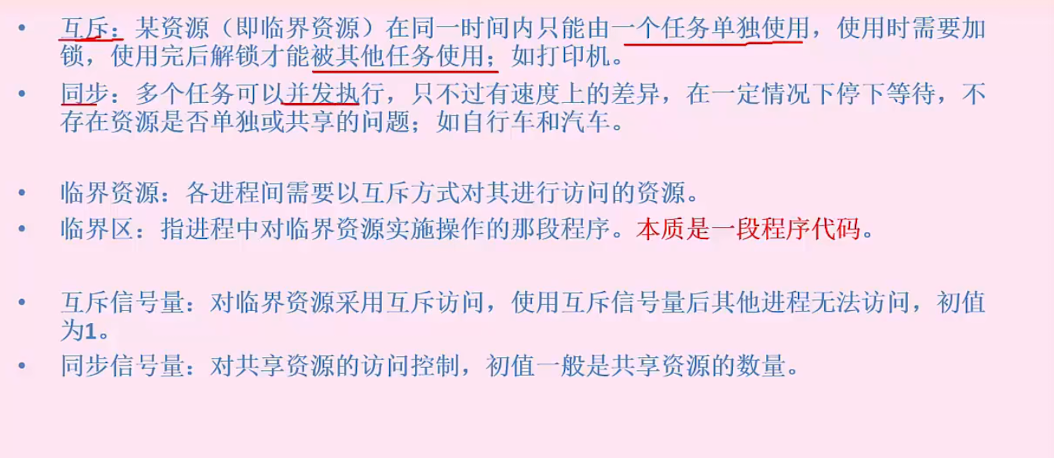 • 互斥：某资源（即临界资源）在同一时间内只能由一个任务单独使用，使用时需要加
锁，使用完后解锁才能被其他任务使用；如打印机。
• 同步：多个任务可以并发执行，只不过有速度上的差异，在一定情况下停下等待，不
存在资源是否单独或共享的问题；如自行车和汽车。
• 临界资源：各进程间需要以互斥方式对其进行访问的资源。
• 临界区：指进程中对临界资源实施操作的那段程序。本质是一段程序代码。
• 互斥信号量：对临界资源采用互斥访问，使用互斥信号量后其他进程无法访问，初值
为1。
• 同步信号量：对共享资源的访问控制，初值一般是共享资源的数量。